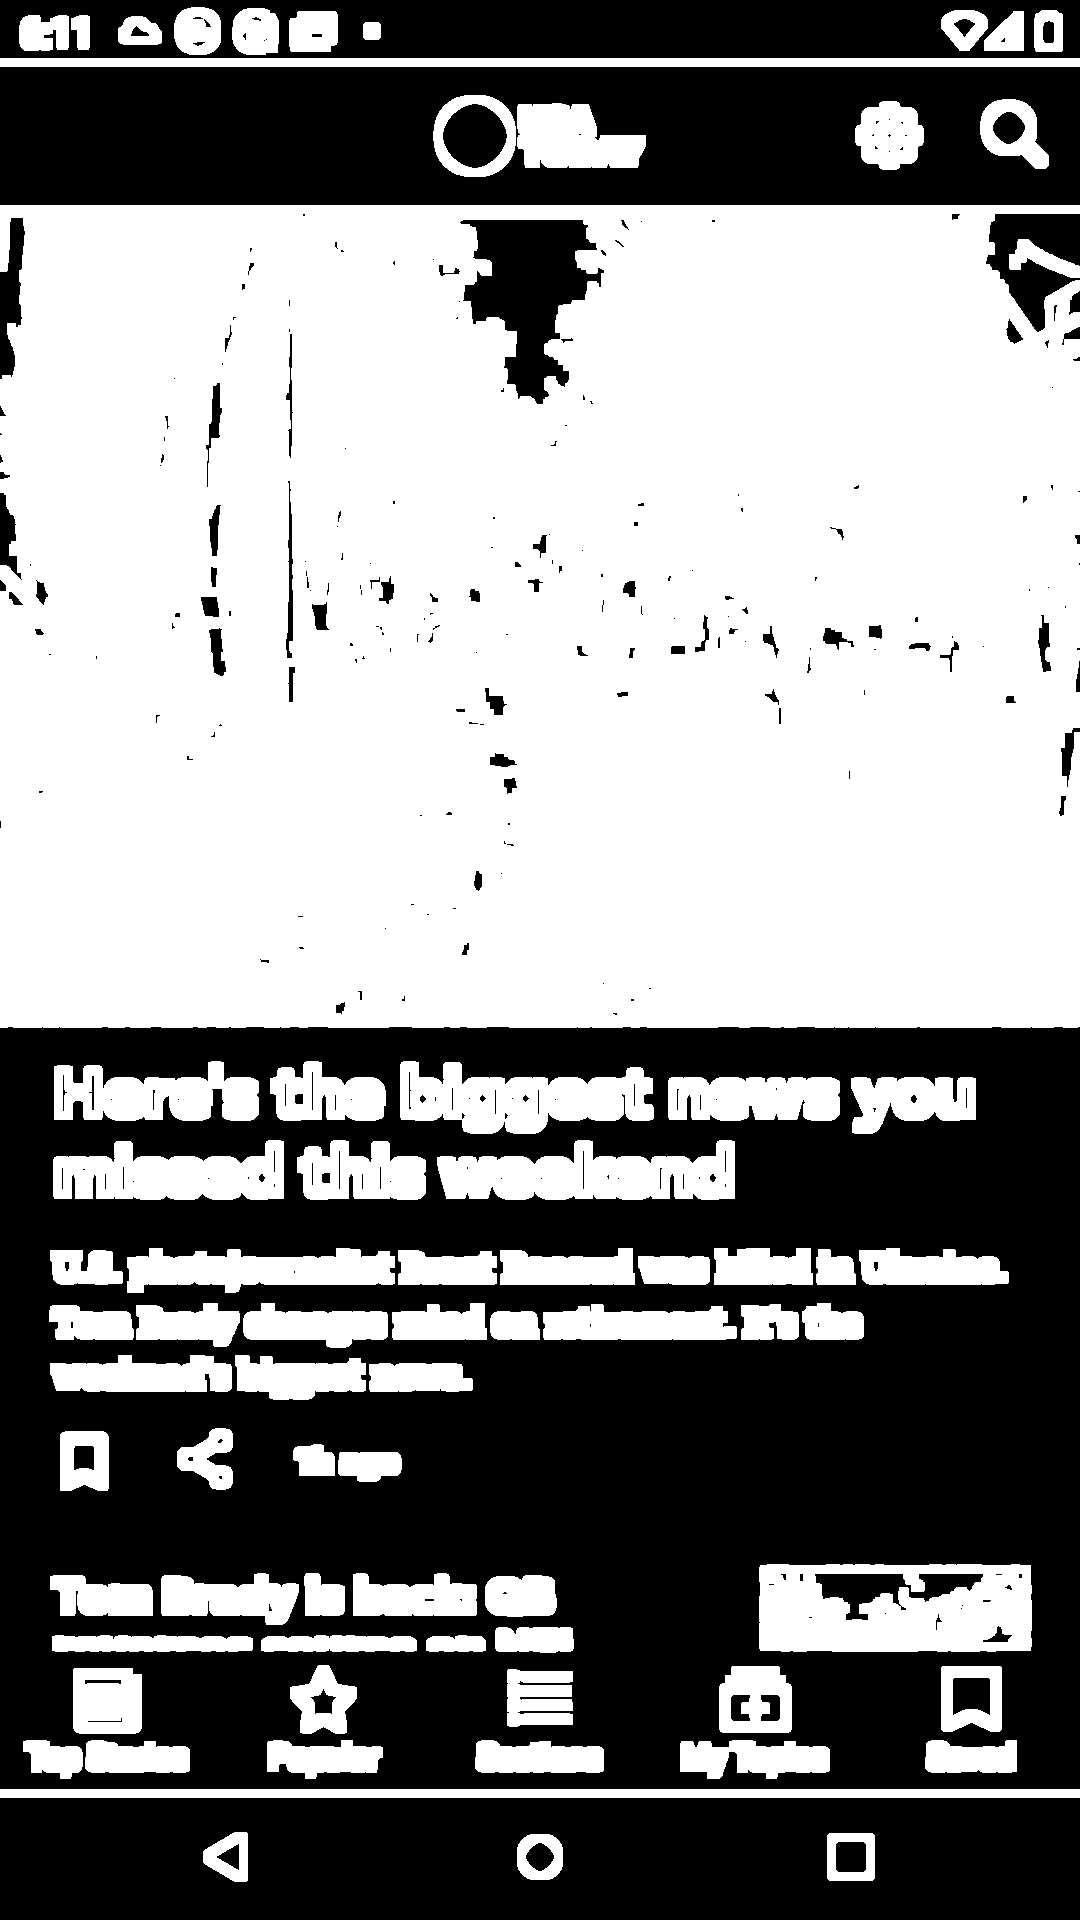 6:11
USA
TODAY
Here's the biggest news you
missed this weekend
U.S. photojournalist Brent Renaud was killed in Ukraine.
Tom Brady changes mind on retirement. It's the
weekend's biggest news.
1h ago
Tom Brady is back: QB
Top Stories
Popular
Sections
My Topics
Saved